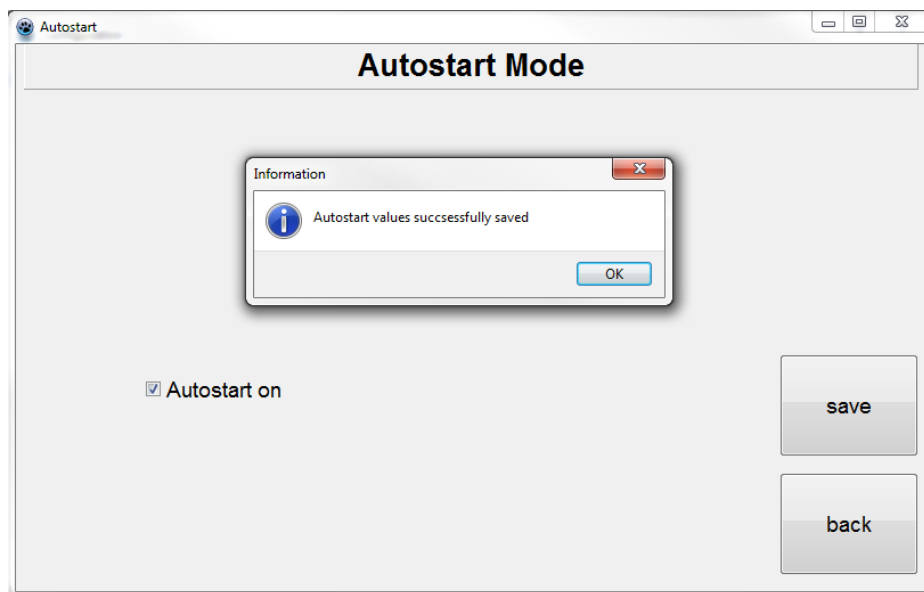 Autostart
Autostart Mode
Information
Autostart values succsessfully saved
OK
Autostart on
save
back